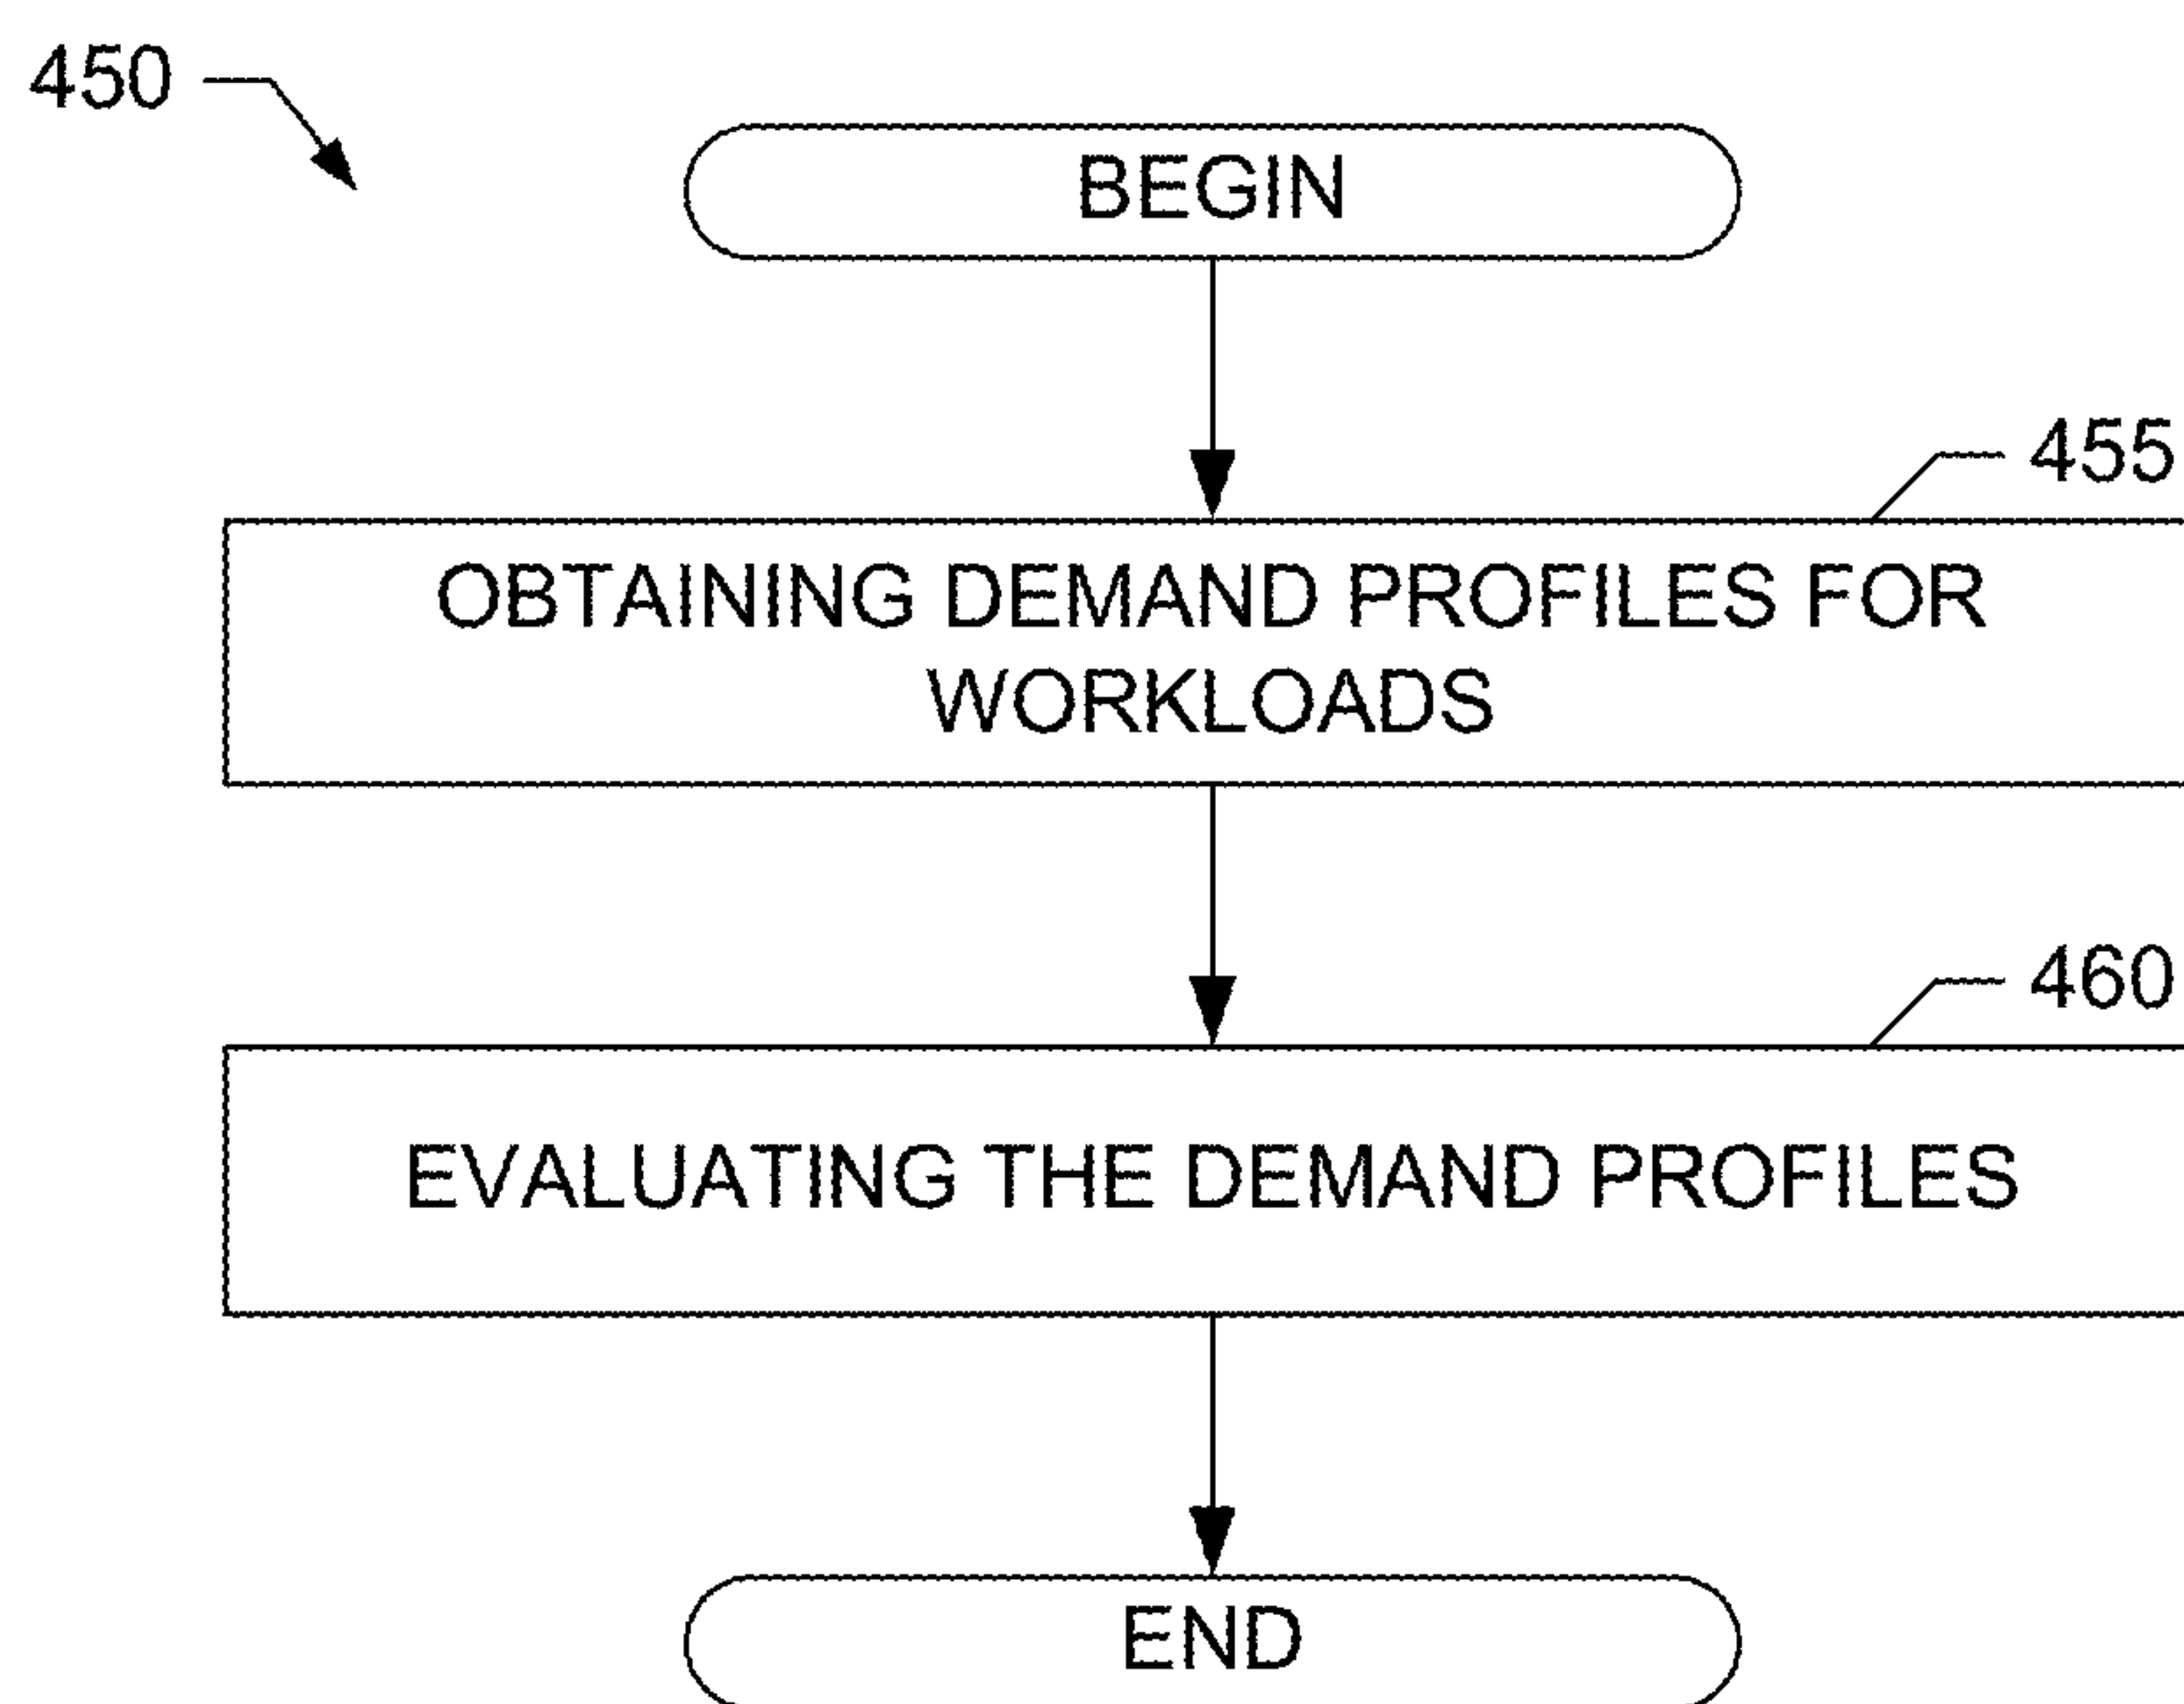 450
BEGIN
455
OBTAINING DEMAND PROFILES FOR
WORKLOADS
460
EVALUATING THE DEMAND PROFILES
END